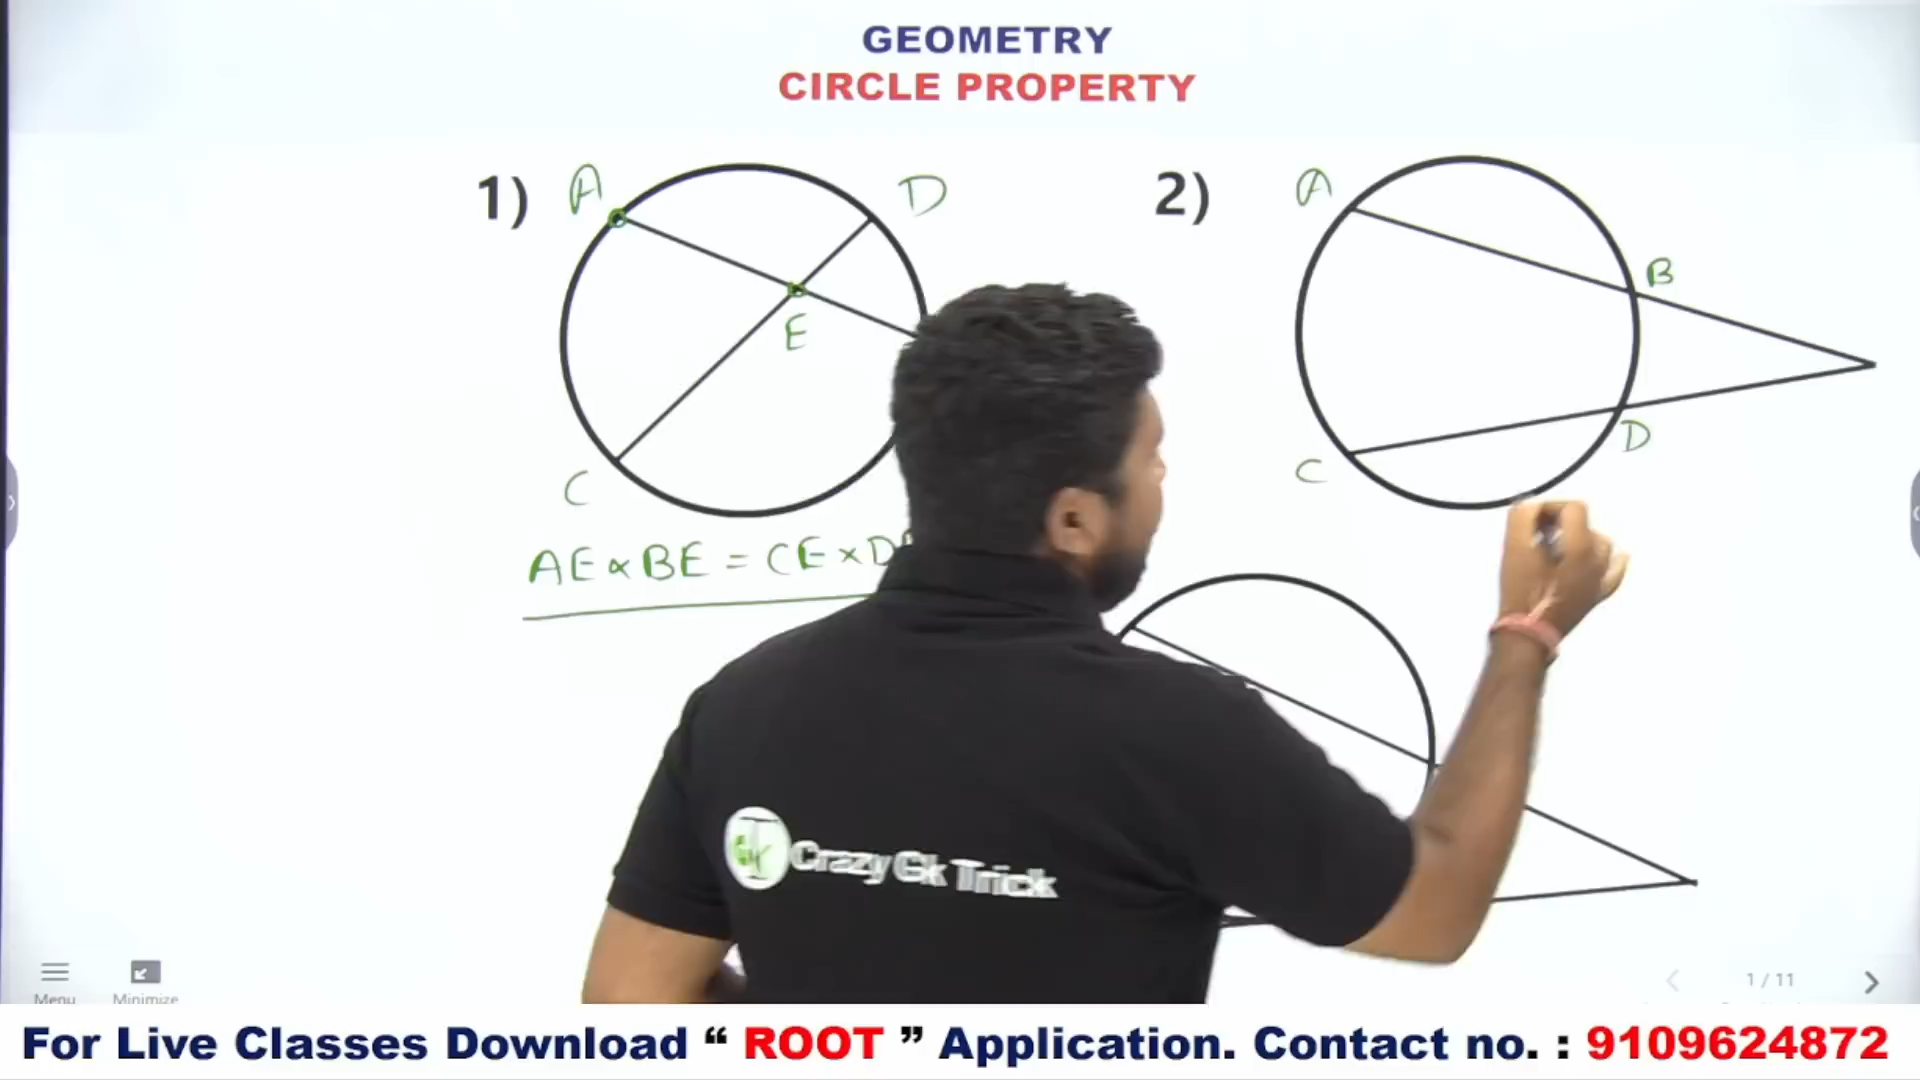 GEOMETRY
CIRCLE PROPERTY
1)
A
D
E
C
AE × BE = CE × D
2)
A
B
C
D
Crazy Gk Trick
Menu
Minimize
1 / 11
For Live Classes Download “ ROOT ” Application. Contact no. : 9109624872